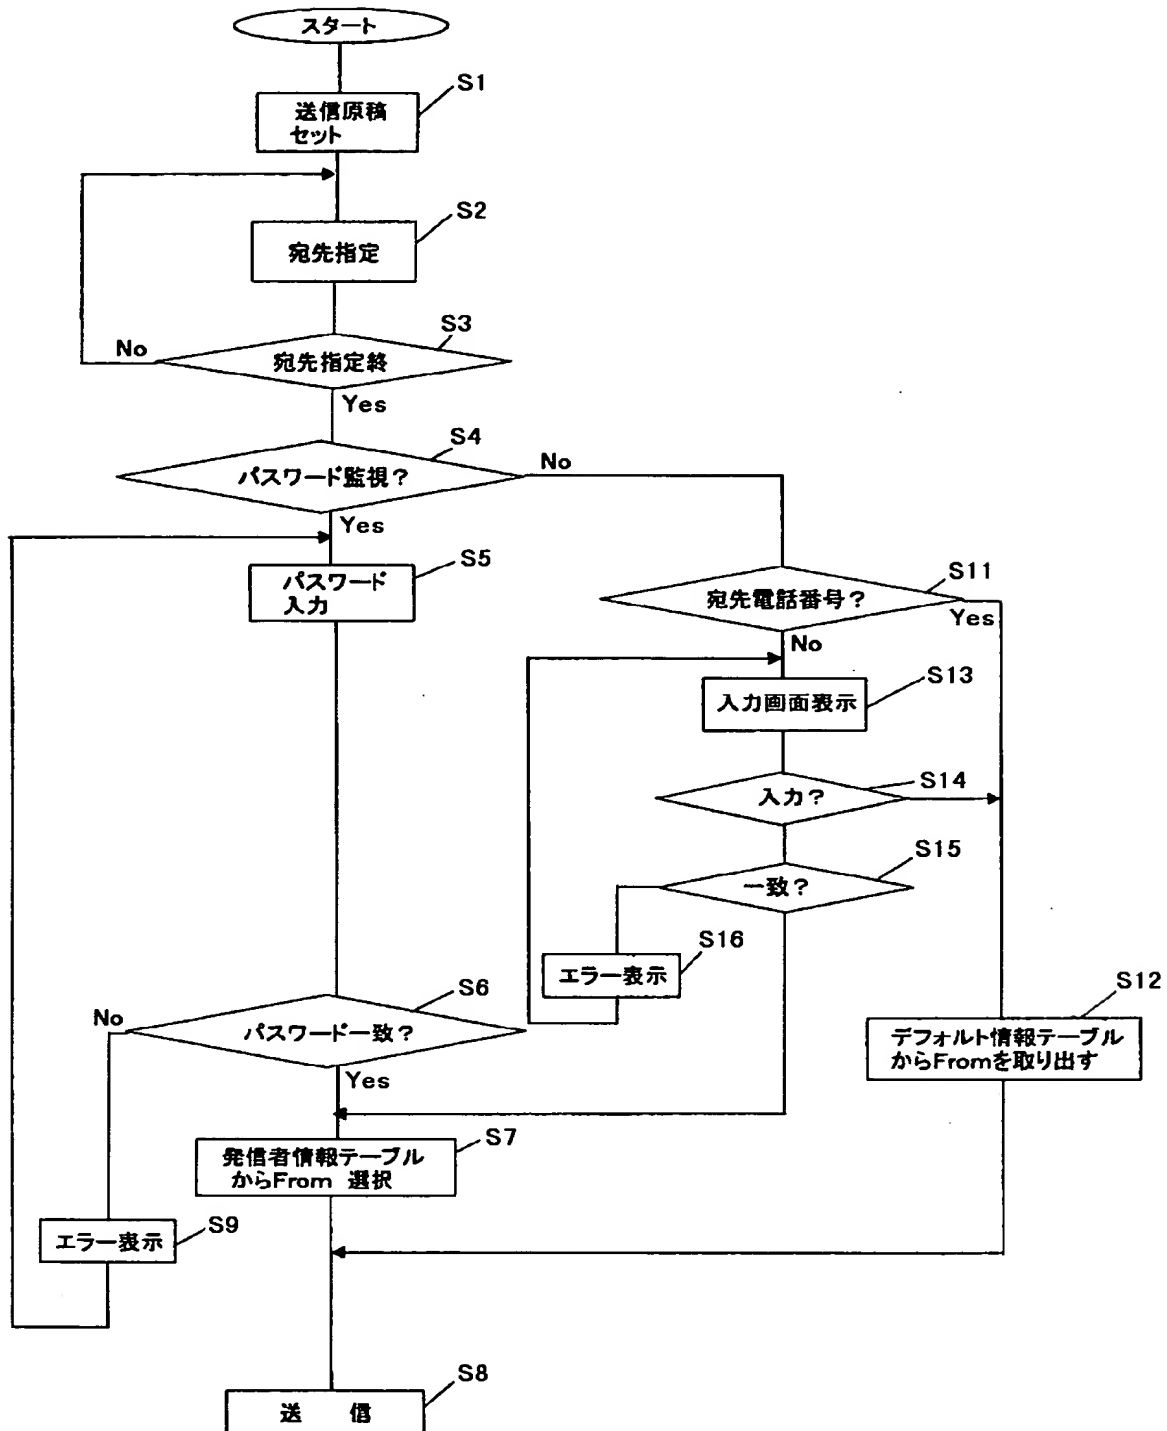 スタート
S1
送信原稿
セット
S2
宛先指定
S3
No
宛先指定終
Yes
S4
パスワード監視？
No
Yes
S5
パスワード
入力
S11
宛先電話番号？
Yes
No
S13
入力画面表示
S14
入力？
S15
一致？
S16
エラー表示
S12
デフォルト情報テーブル
からFromを取り出す
S6
No
パスワード一致？
Yes
S7
発信者情報テーブル
からFrom 選択
S9
エラー表示
S8
送 信